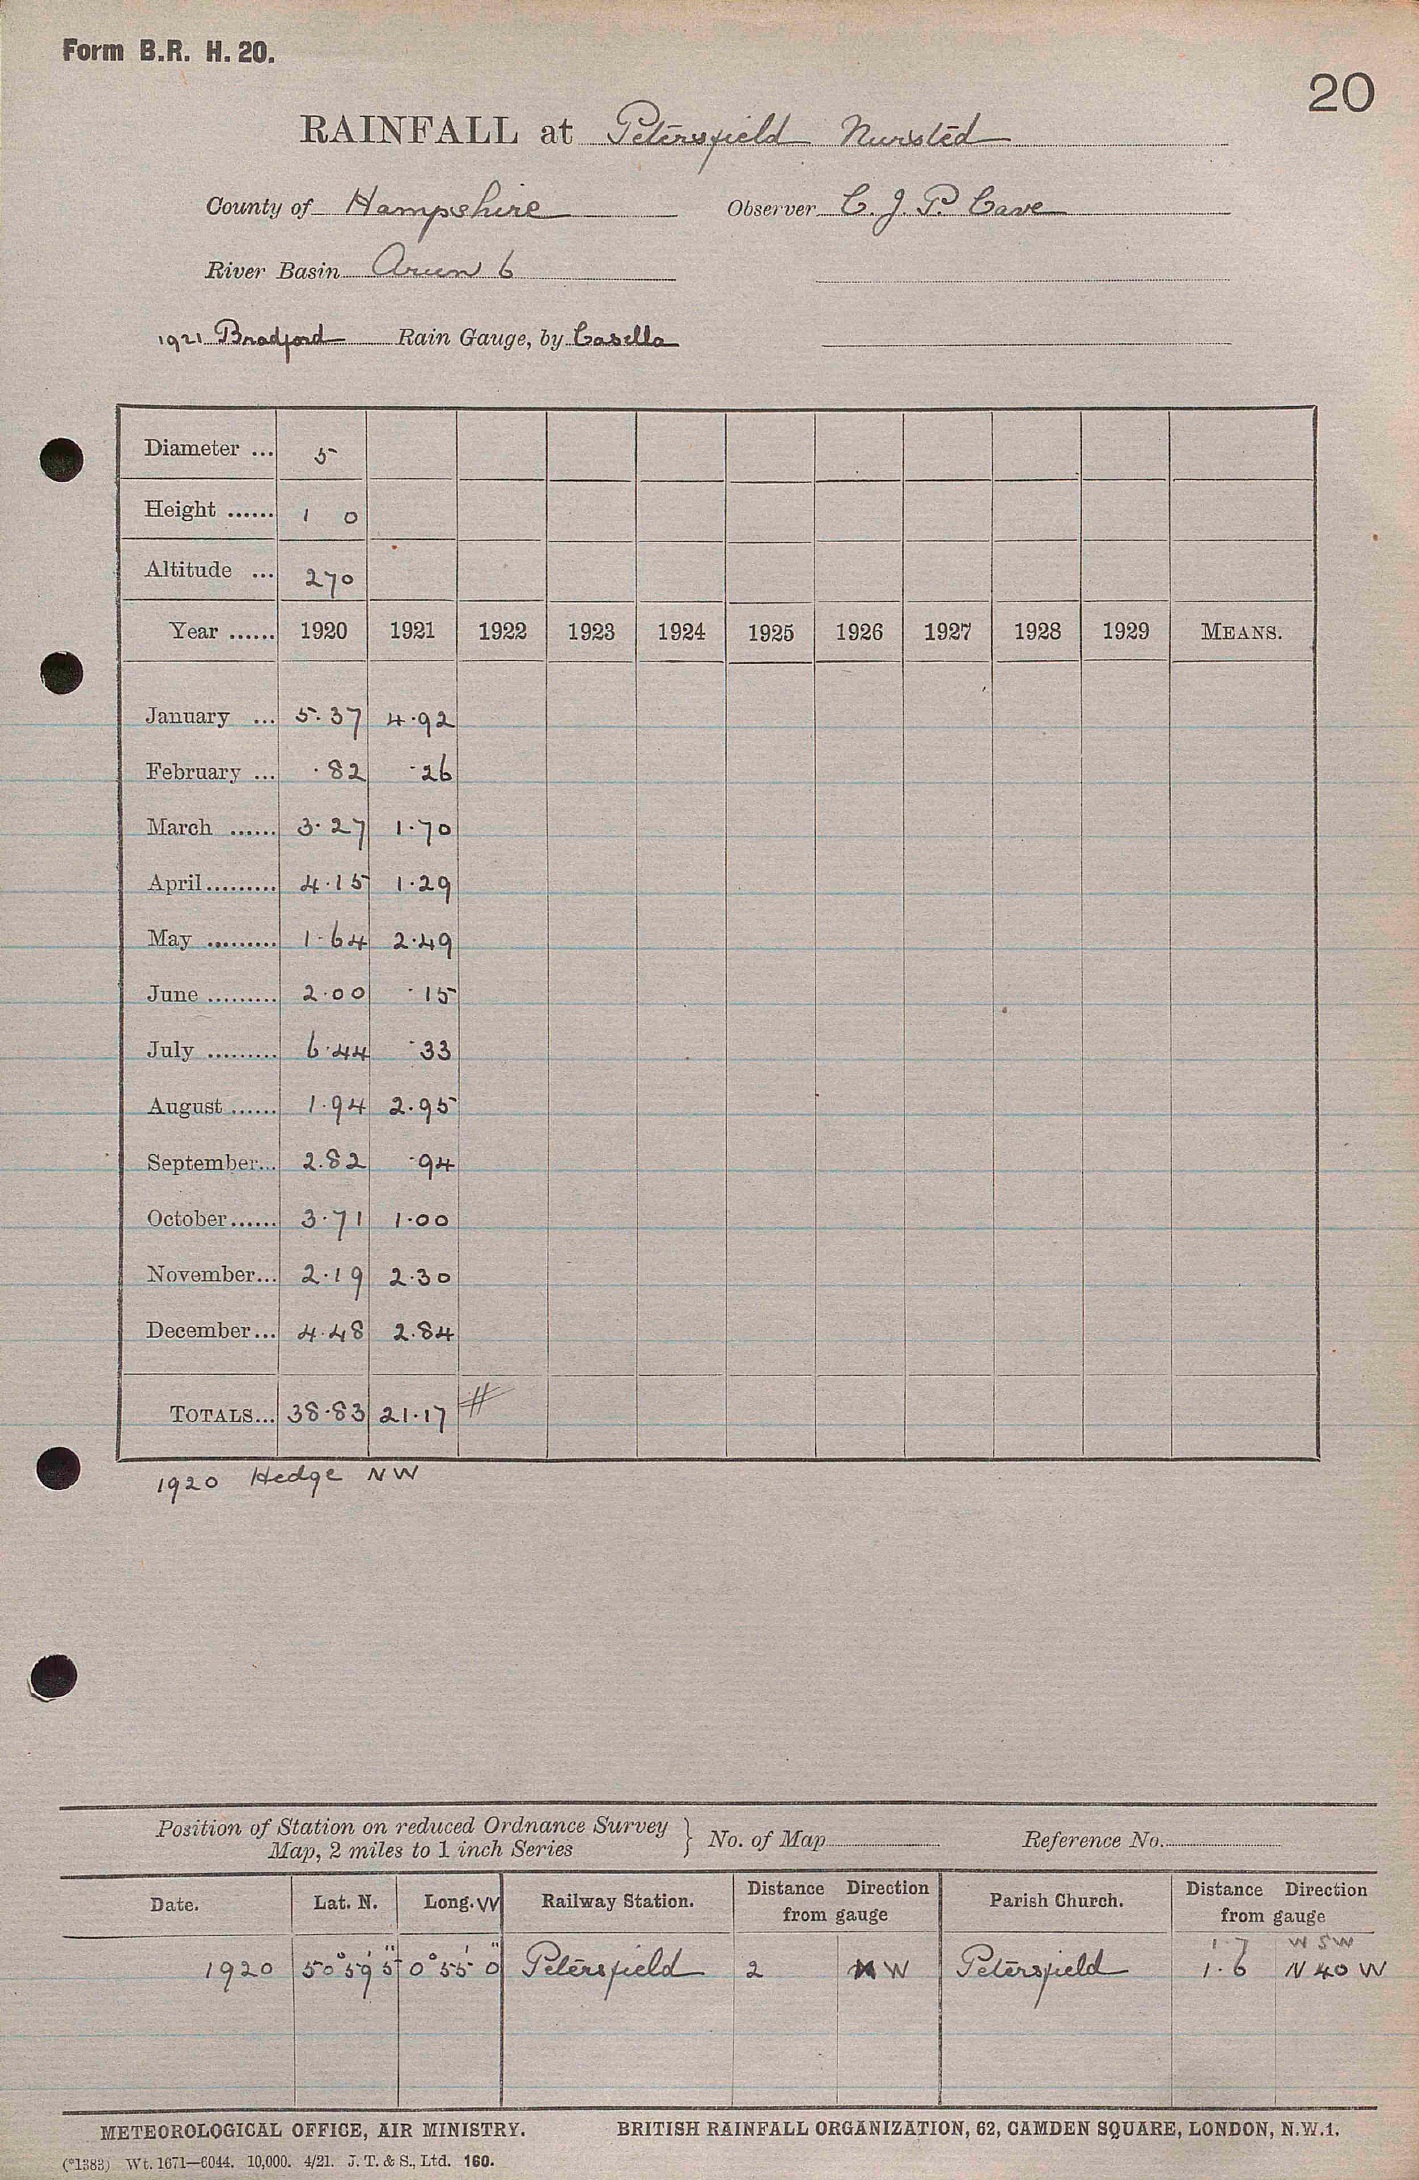 Form B.R. H. 20.
20
RAINFALL at Petersfield Nursted
County of Hampshire Observer C. J. P. Cave
River Basin Arun 6
1921 Bradford Rain Gauge, by Casella
Diameter ... 5
Height ...... 1 0
Altitude ... 270
Year ...... 1920 1921 1922 1923 1924 1925 1926 1927 1928 1929 MEANS.
January ... 5.37 4.92
February ... .82 .26
March ...... 3.27 1.70
April......... 4.15 1.29
May ......... 1.64 2.49
June ......... 2.00 .15
July ......... 6.44 .33
August ...... 1.94 2.95
September... 2.82 .94
October...... 3.71 1.00
November... 2.19 2.30
December... 4.48 2.84
TOTALS... 38.83 21.17
1920 Hedge NW
Position of Station on reduced Ordnance Survey
Map, 2 miles to 1 inch Series } No. of Map Reference No.
Date. Lat. N. Long. W Railway Station. Distance Direction from gauge Parish Church. Distance Direction from gauge
1.7 WSW
1920 50° 59' 5" 0° 55' 0" Petersfield 2 W Petersfield 1.6 N 40 W
METEOROLOGICAL OFFICE, AIR MINISTRY. BRITISH RAINFALL ORGANIZATION, 62, CAMDEN SQUARE, LONDON, N.W.1.
(*1383) Wt. 1671—6044. 10,000. 4/21. J. T. & S., Ltd. 160.